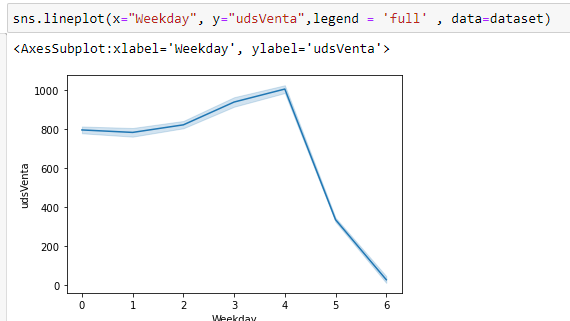 sns.lineplot(x="Weekday", y="udsVenta",legend = 'full' , data=dataset)
<AxesSubplot:xlabel='Weekday', ylabel='udsVenta'>
1000
800
600
400
200
0
udsVenta
0 1 2 3 4 5 6
Weekday